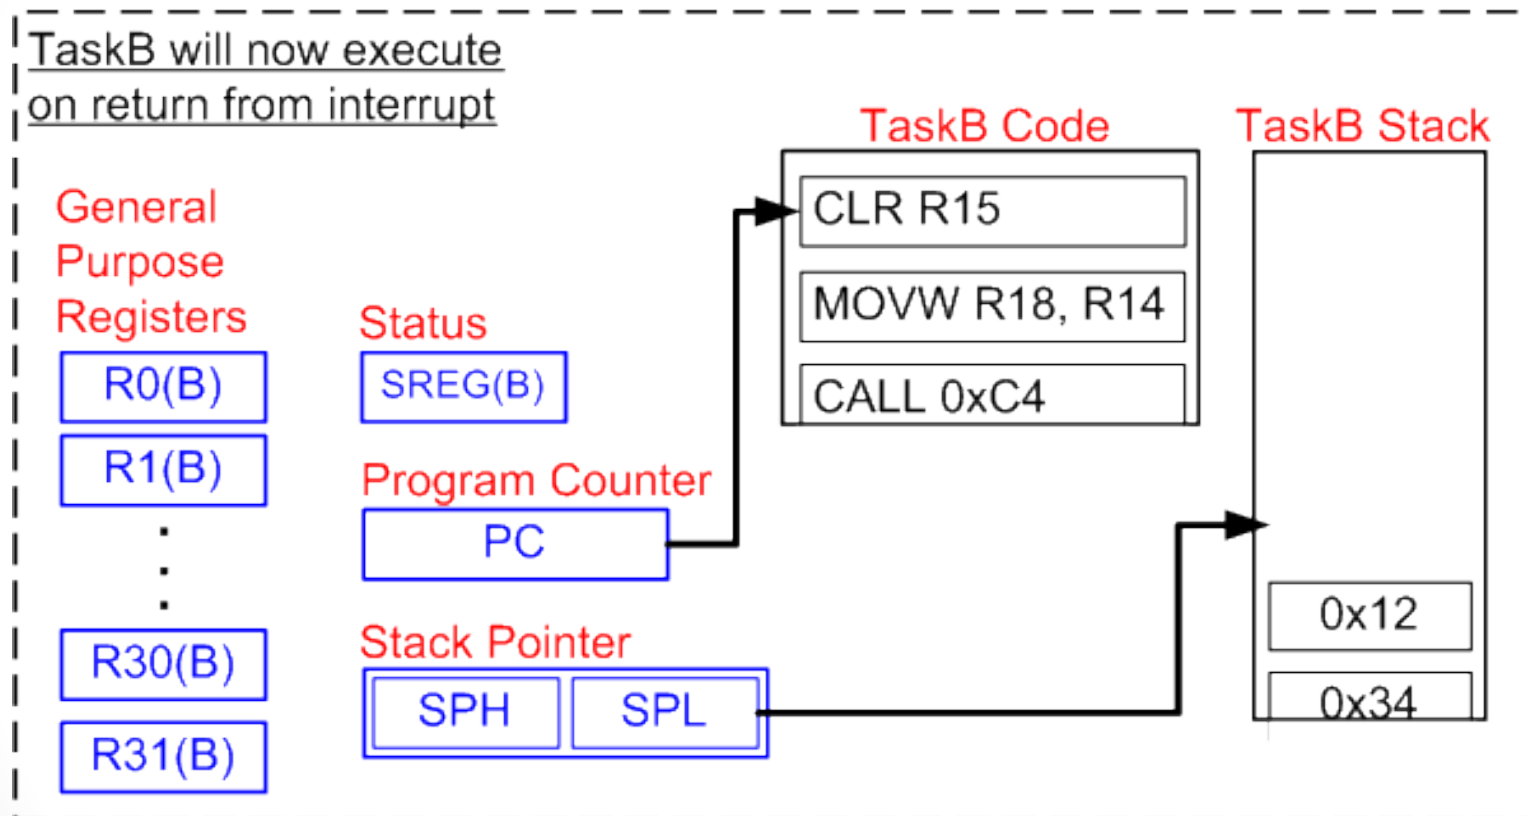 TaskB will now execute
on return from interrupt
General
Purpose
Registers
R0(B)
R1(B)
R30(B)
R31(B)
Status
SREG(B)
Program Counter
PC
Stack Pointer
SPH SPL
TaskB Code
CLR R15
MOVW R18, R14
CALL 0xC4
TaskB Stack
0x12
0x34